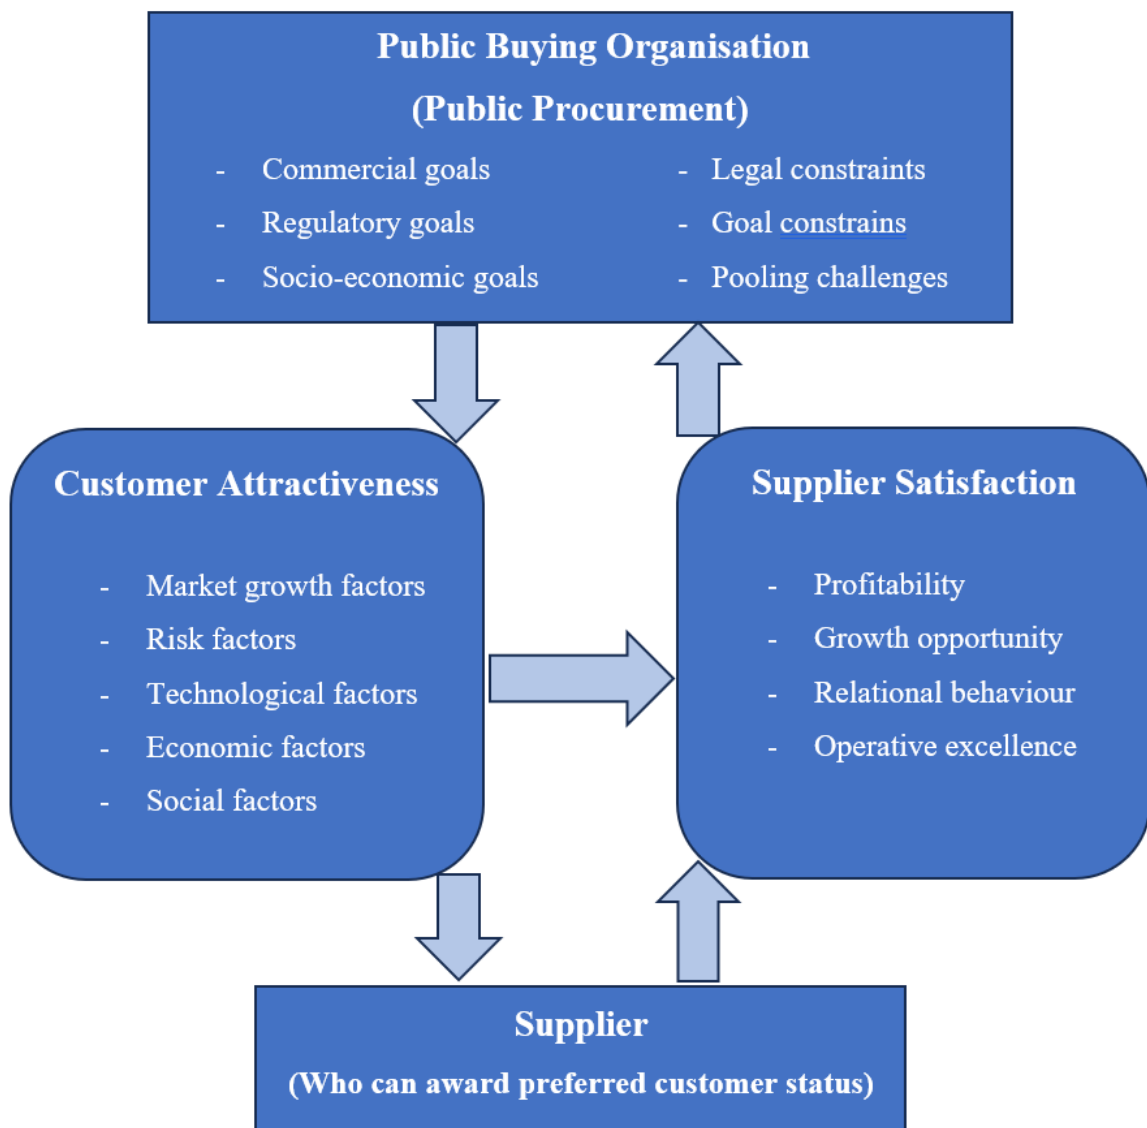 Public Buying Organisation
(Public Procurement)
- Commercial goals
- Regulatory goals
- Socio-economic goals
- Legal constraints
- Goal constrains
- Pooling challenges
Customer Attractiveness
- Market growth factors
- Risk factors
- Technological factors
- Economic factors
- Social factors
Supplier Satisfaction
- Profitability
- Growth opportunity
- Relational behaviour
- Operative excellence
Supplier
(Who can award preferred customer status)